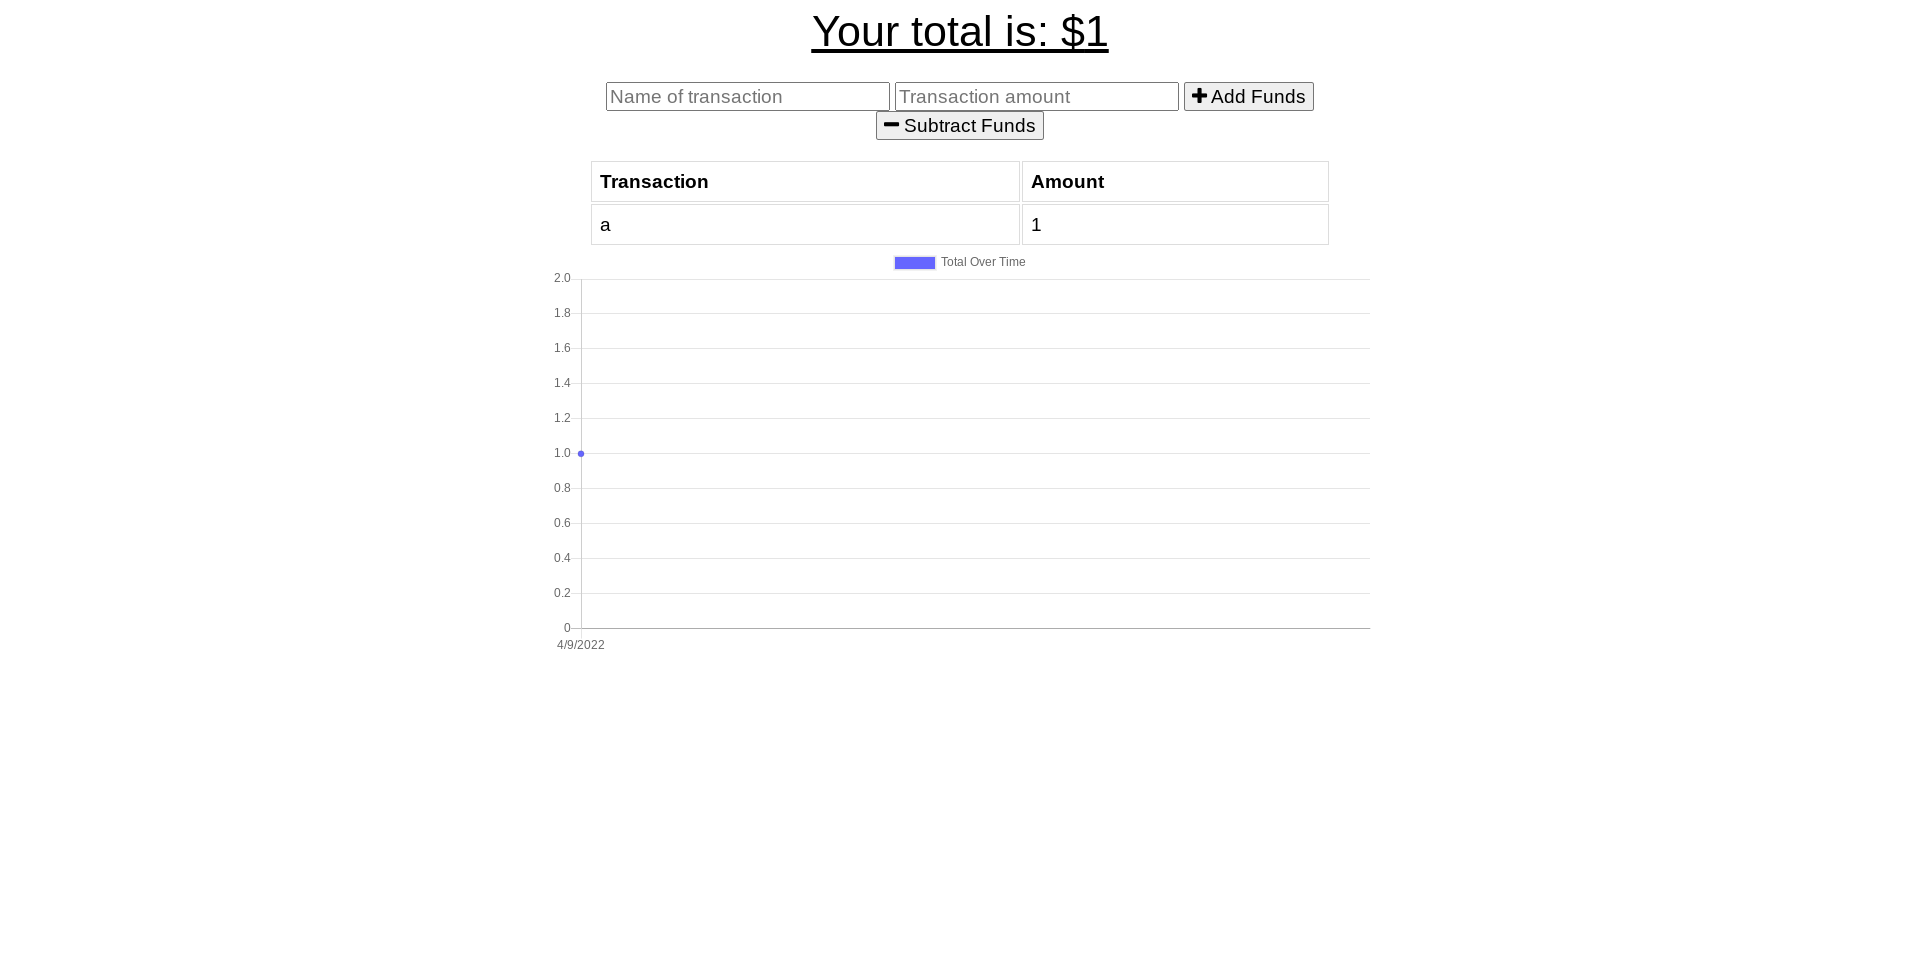 Your total is: $1
Name of transaction Transaction amount Add Funds
Subtract Funds
Transaction Amount
a 1
Total Over Time
2.0
1.8
1.6
1.4
1.2
1.0
0.8
0.6
0.4
0.2
0
4/9/2022